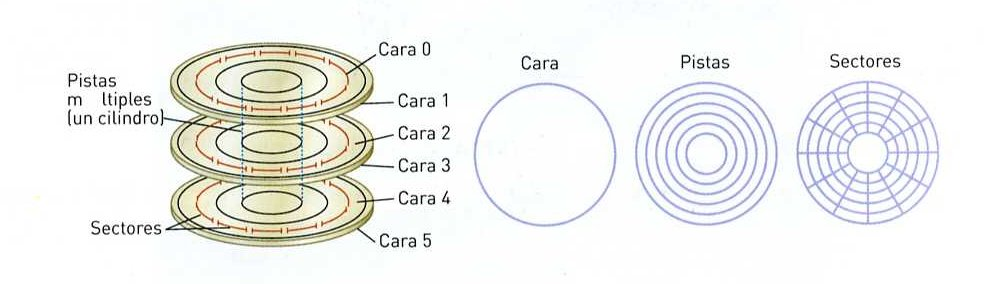 Cara 0
Pistas
m ltiples
(un cilindro)
Cara 1
Cara 2
Cara 3
Cara 4
Sectores
Cara 5
Cara
Pistas
Sectores